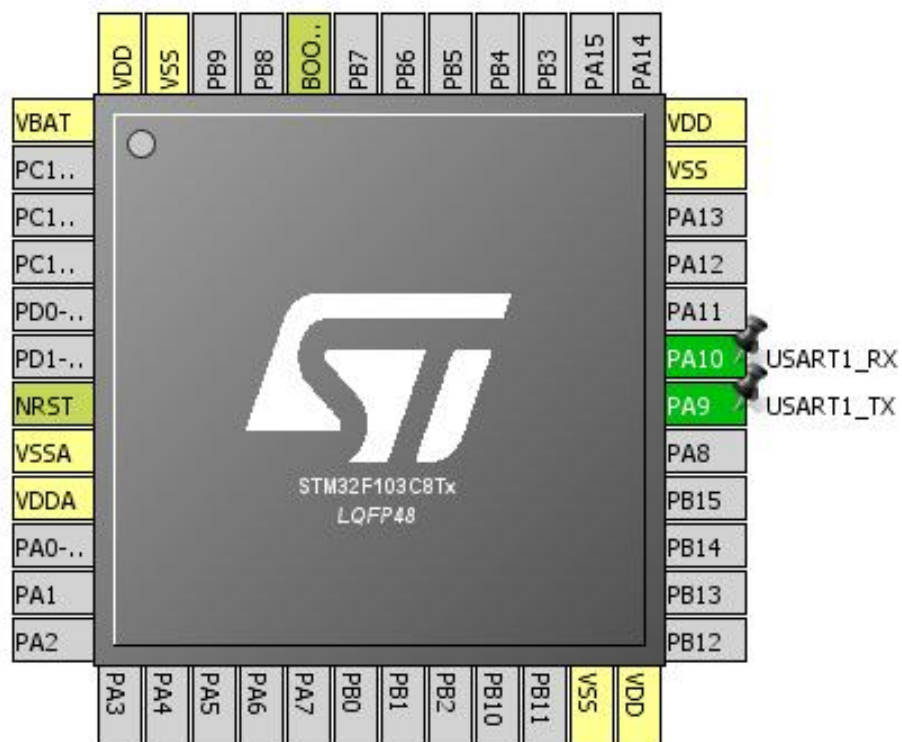 VDD
VSS
PB9
PB8
BOO..
PB7
PB6
PB5
PB4
PB3
PA15
PA14
VBAT
PC1..
PC1..
PC1..
PD0-..
PD1-..
NRST
VSSA
VDDA
PA0-..
PA1
PA2
ST
STM32F103C8Tx
LQFP48
VDD
VSS
PA13
PA12
PA11
PA10 USART1_RX
PA9 USART1_TX
PA8
PB15
PB14
PB13
PB12
PA3
PA4
PA5
PA6
PA7
PB0
PB1
PB2
PB10
PB11
VSS
VDD